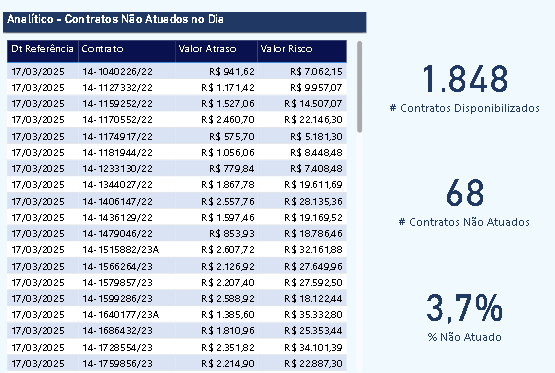 Analítico - Contratos Não Atuados no Dia
Dt Referência Contrato Valor Atraso Valor Risco
17/03/2025 14-1040226/22 R$ 941,62 R$ 7.062,15
17/03/2025 14-1127332/22 R$ 1.171,42 R$ 9.957,07
17/03/2025 14-1159252/22 R$ 1.527,06 R$ 14.507,07
17/03/2025 14-1170552/22 R$ 2.460,70 R$ 22.146,30
17/03/2025 14-1174917/22 R$ 575,70 R$ 5.181,30
17/03/2025 14-1181944/22 R$ 1.056,06 R$ 8.448,48
17/03/2025 14-1233130/22 R$ 779,84 R$ 7.408,48
17/03/2025 14-1344027/22 R$ 1.867,78 R$ 19.611,69
17/03/2025 14-1406147/22 R$ 2.557,76 R$ 28.135,36
17/03/2025 14-1436129/22 R$ 1.597,46 R$ 19.169,52
17/03/2025 14-1479046/22 R$ 853,93 R$ 18.786,46
17/03/2025 14-1515882/23A R$ 2.607,72 R$ 32.161,88
17/03/2025 14-1566264/23 R$ 2.126,92 R$ 27.649,96
17/03/2025 14-1579857/23 R$ 2.207,40 R$ 27.592,50
17/03/2025 14-1599286/23 R$ 2.588,92 R$ 18.122,44
17/03/2025 14-1640177/23A R$ 1.385,60 R$ 35.332,80
17/03/2025 14-1686432/23 R$ 1.810,96 R$ 25.353,44
17/03/2025 14-1728554/23 R$ 2.351,82 R$ 34.101,39
17/03/2025 14-1759856/23 R$ 2.214,90 R$ 22.887,30
1.848
# Contratos Disponibilizados
68
# Contratos Não Atuados
3,7%
% Não Atuado